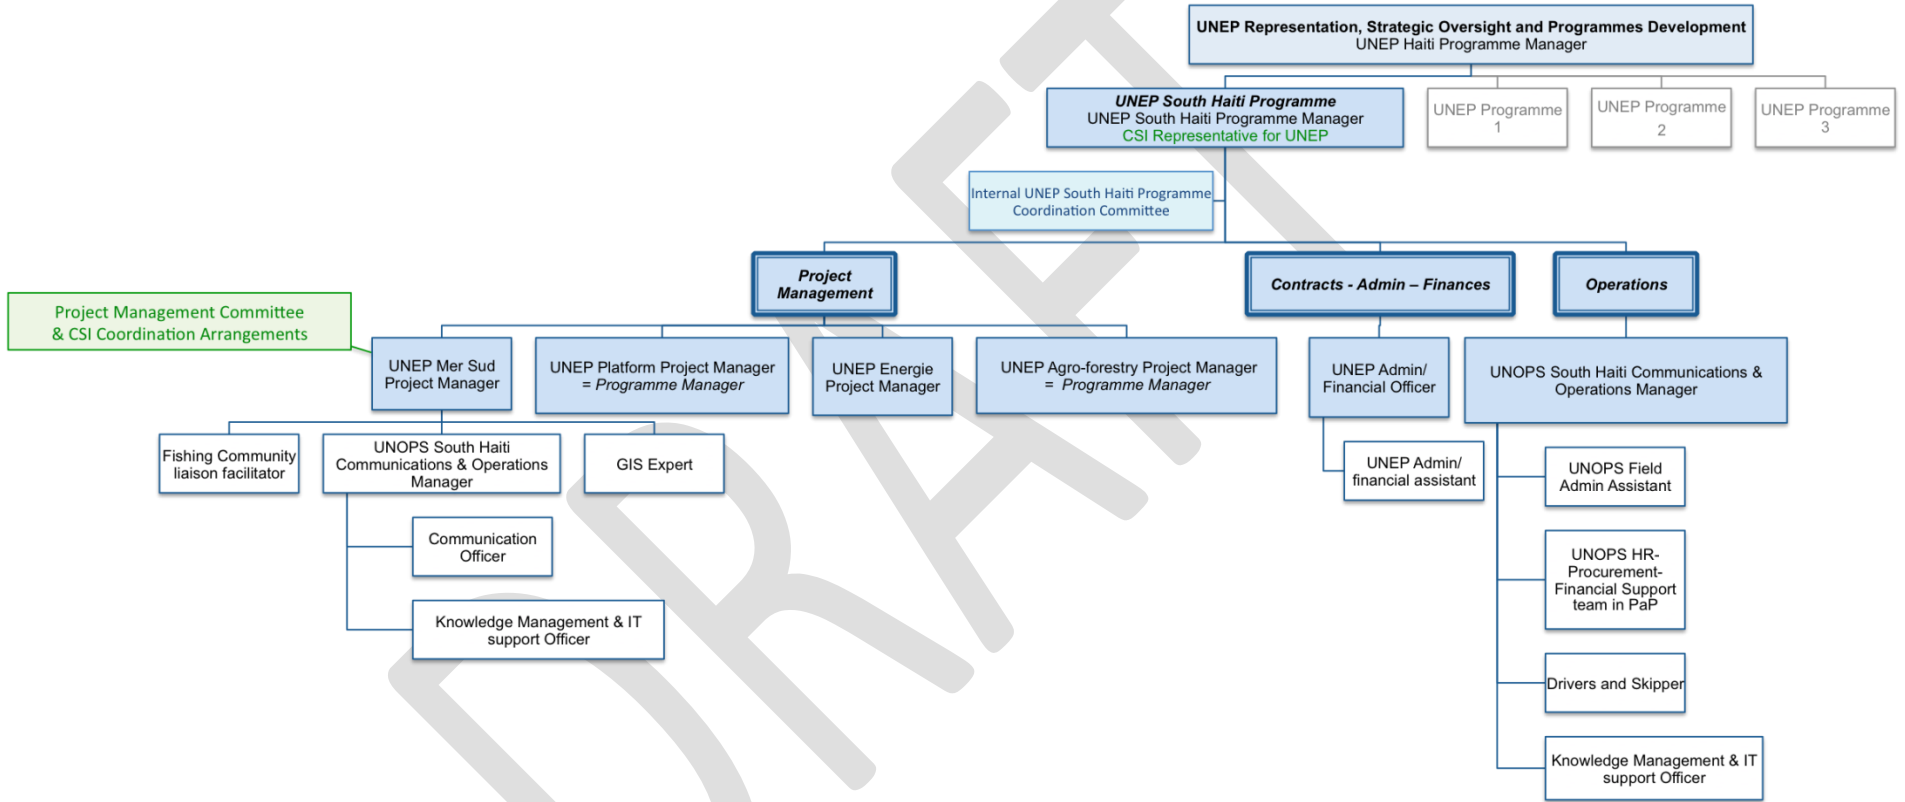 UNEP Representation, Strategic Oversight and Programmes Development
UNEP Haiti Programme Manager
UNEP South Haiti Programme
UNEP South Haiti Programme Manager
CSI Representative for UNEP
UNEP Programme
1
UNEP Programme
2
UNEP Programme
3
Internal UNEP South Haiti Programme
Coordination Committee
Project
Management
Contracts - Admin – Finances
Operations
Project Management Committee
& CSI Coordination Arrangements
UNEP Mer Sud
Project Manager
UNEP Platform Project Manager
= Programme Manager
UNEP Energie
Project Manager
UNEP Agro-forestry Project Manager
= Programme Manager
UNEP Admin/
Financial Officer
UNOPS South Haiti Communications &
Operations Manager
Fishing Community
liaison facilitator
UNOPS South Haiti
Communications & Operations
Manager
GIS Expert
UNEP Admin/
financial assistant
UNOPS Field
Admin Assistant
Communication
Officer
UNOPS HR-
Procurement-
Financial Support
team in PaP
Knowledge Management & IT
support Officer
Drivers and Skipper
Knowledge Management & IT
support Officer
DRAFT